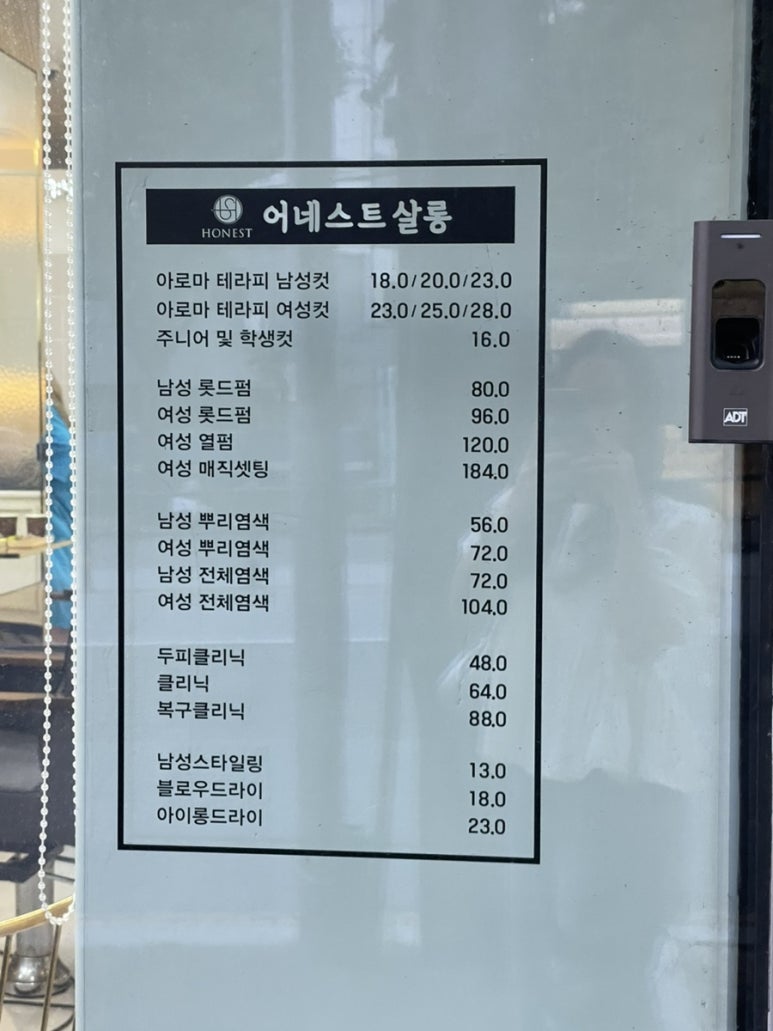 HONEST 어네스트살롱
아로마 테라피 남성컷 18.0/20.0/23.0
아로마 테라피 여성컷 23.0/25.0/28.0
주니어 및 학생컷 16.0
남성 롯드펌 80.0
여성 롯드펌 96.0
여성 열펌 120.0
여성 매직셋팅 184.0
남성 뿌리염색 56.0
여성 뿌리염색 72.0
남성 전체염색 72.0
여성 전체염색 104.0
두피클리닉 48.0
클리닉 64.0
복구클리닉 88.0
남성스타일링 13.0
블로우드라이 18.0
아이롱드라이 23.0
ADT